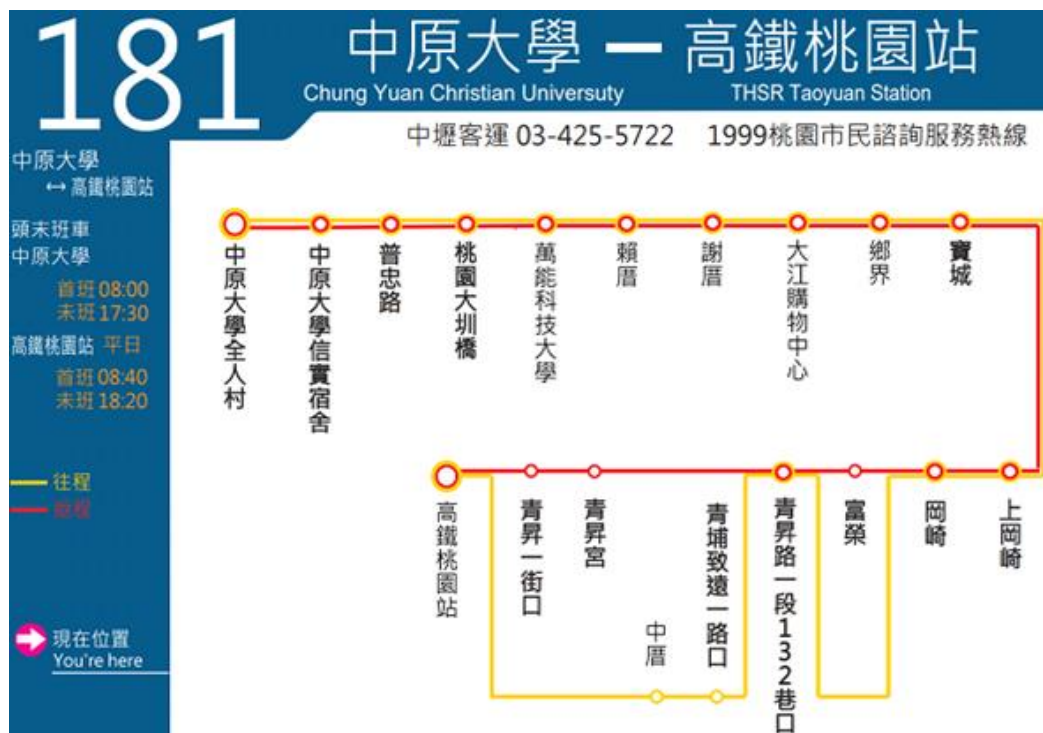 181
中原大學 — 高鐵桃園站
Chung Yuan Christian Universuty THSR Taoyuan Station
中壢客運 03-425-5722 1999桃園市民諮詢服務熱線
中原大學
↔ 高鐵桃園站
頭末班車
中原大學
首班 08:00
末班 17:30
高鐵桃園站 平日
首班 08:40
末班 18:20
往程
返程
現在位置
You're here
中原大學全人村
中原大學信實宿舍
普忠路
桃園大圳橋
萬能科技大學
賴厝
謝厝
大江購物中心
鄉界
寶城
高鐵桃園站
青昇一街口
青昇宮
中厝
青埔致遠一路口
青昇路一段132巷口
富榮
岡崎
上岡崎